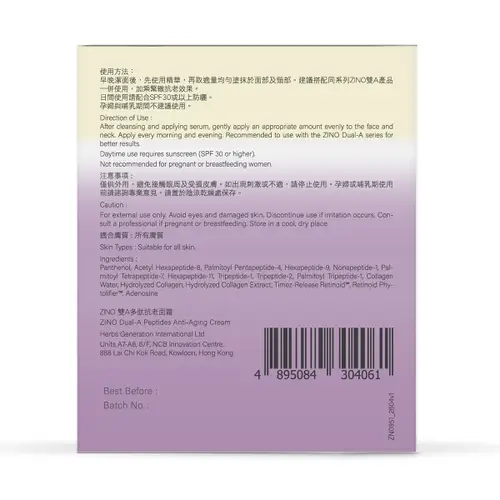 使用方法：
早晚潔面後，先使用精華，再取適量均勻塗抹於面部及頸部。建議搭配同系列ZINO雙A產品
一併使用，加緊緊緻抗老效果。
日間使用請配合SPF30或以上防曬。
孕婦與哺乳期間不建議使用。
Direction of Use :
After cleansing and applying serum, gently apply an appropriate amount evenly to the face and
neck. Apply every morning and evening. Recommended to use with the ZINO Dual-A series for
better results.
Daytime use requires sunscreen (SPF 30 or higher).
Not recommended for pregnant or breastfeeding women.
注意事項：
僅供外用，避免接觸眼周及受損皮膚。如出現刺激或不適，請停止使用。孕婦或哺乳期使用
前請諮詢專業意見。請置於陰涼乾燥處保存。
Caution :
For external use only. Avoid eyes and damaged skin. Discontinue use if irritation occurs. Con-
sult a professional if pregnant or breastfeeding. Store in a cool, dry place.
適合膚質：所有膚質
Skin Types : Suitable for all skin.
Ingredients :
Panthenol, Acetyl Hexapeptide-8, Palmitoyl Pentapeptide-4, Hexapeptide-9, Nonapeptide-1, Pal-
mitoyl Tetrapeptide-7, Hexapeptide-11, Tripeptide-1, Tripeptide-2, Palmitoyl Tripeptide-1, Collagen
Water, Hydrolyzed Collagen, Hydrolyzed Collagen Extract, Timez-Release Retinoid™, Retinoid Phy-
tolifier™, Adenosine
ZINO 雙A多肽抗老面霜
ZINO Dual-A Peptides Anti-Aging Cream
Herbs Generation International Ltd
Units A7-A8, 6/F, NCB Innovation Centre,
888 Lai Chi Kok Road, Kowloon, Hong Kong
4 895084 304061
Best Before :
Batch No. :